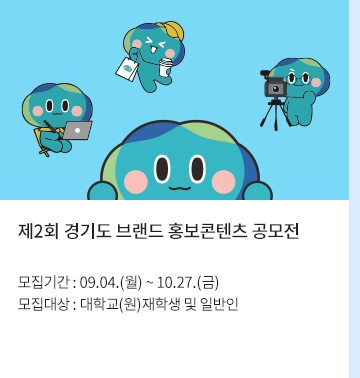 제2회 경기도 브랜드 홍보콘텐츠 공모전
모집기간 : 09.04.(월) ~ 10.27.(금)
모집대상 : 대학교(원)재학생 및 일반인